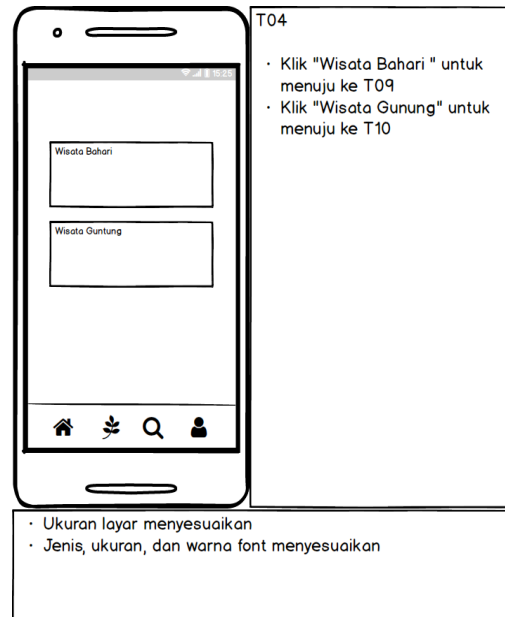 15:25
Wisata Bahari
Wisata Guntung
T04
· Klik "Wisata Bahari " untuk
menuju ke T09
· Klik "Wisata Gunung" untuk
menuju ke T10
· Ukuran layar menyesuaikan
· Jenis, ukuran, dan warna font menyesuaikan